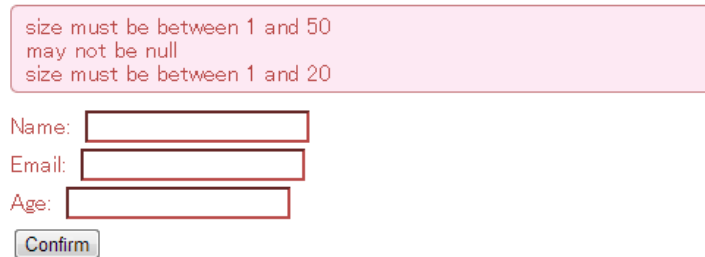 size must be between 1 and 50
may not be null
size must be between 1 and 20
Name:
Email:
Age:
Confirm